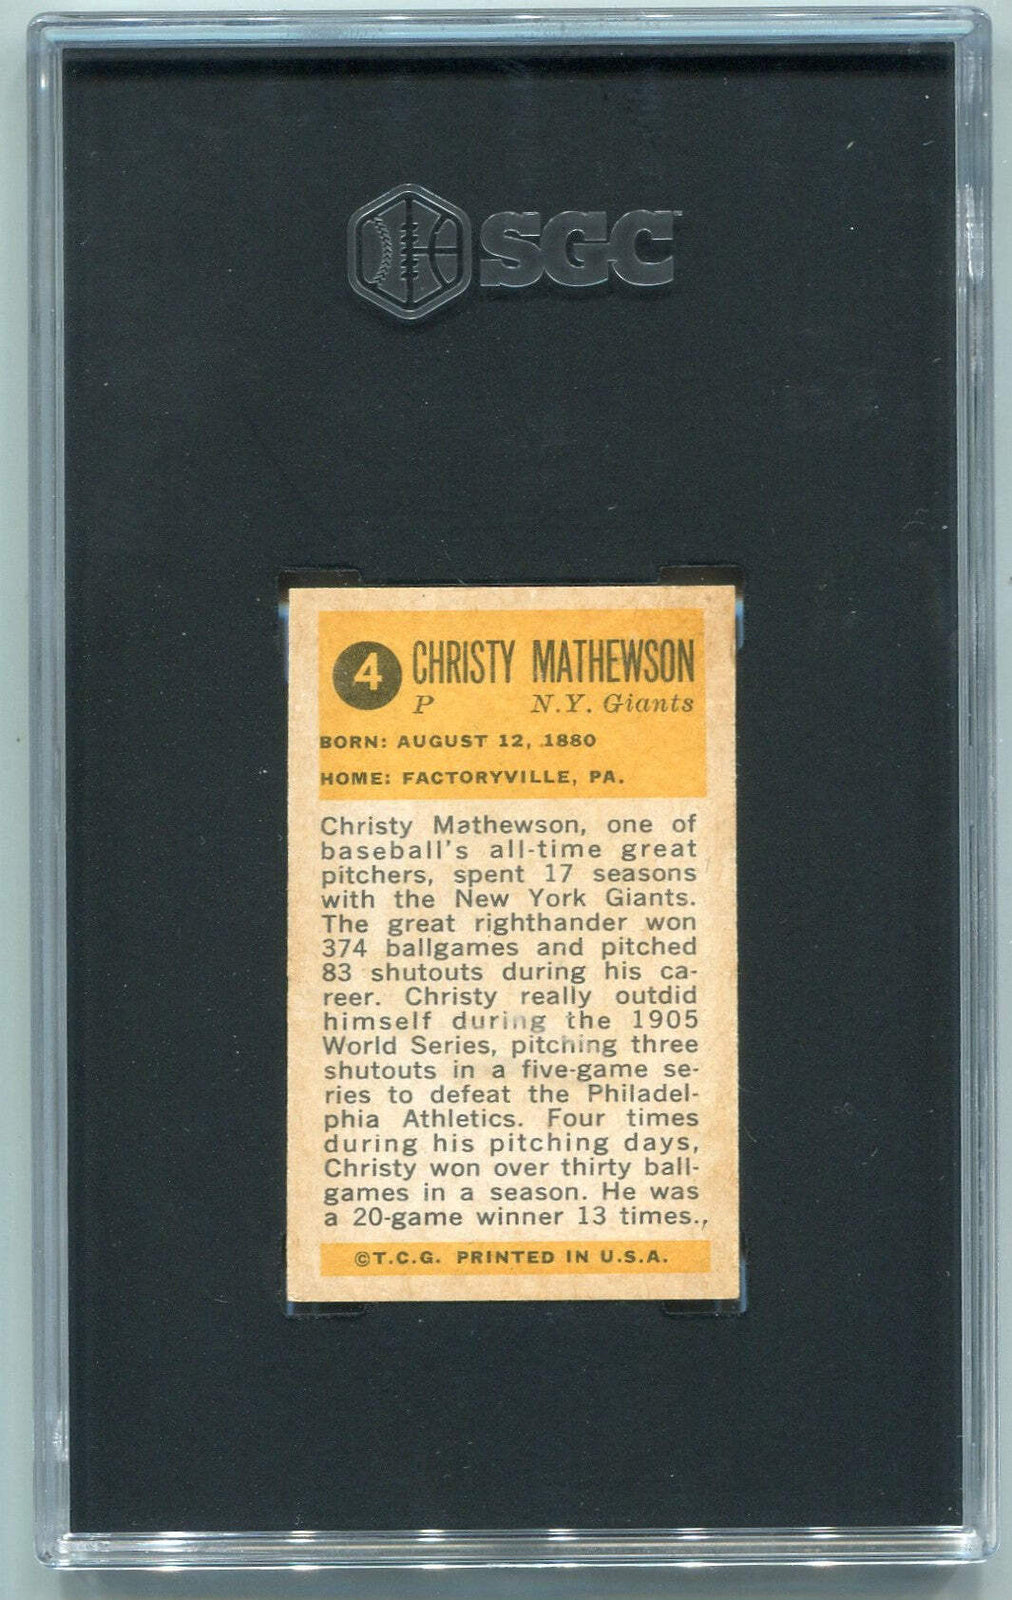 SGC
4 CHRISTY MATHEWSON
P N.Y. Giants
BORN: AUGUST 12, 1880
HOME: FACTORYVILLE, PA.
Christy Mathewson, one of
baseball's all-time great
pitchers, spent 17 seasons
with the New York Giants.
The great righthander won
374 ballgames and pitched
83 shutouts during his ca-
reer. Christy really outdid
himself during the 1905
World Series, pitching three
shutouts in a five-game se-
ries to defeat the Philadel-
phia Athletics. Four times
during his pitching days,
Christy won over thirty ball-
games in a season. He was
a 20-game winner 13 times.
©T.C.G. PRINTED IN U.S.A.